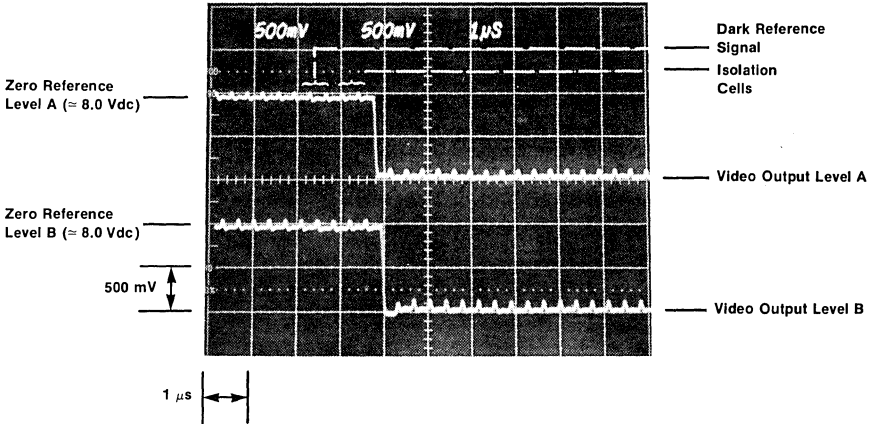 500mV 500mV 1μS
Dark Reference
Signal
Isolation
Cells
Zero Reference
Level A (≃ 8.0 Vdc)
Video Output Level A
Zero Reference
Level B (≃ 8.0 Vdc)
500 mV
Video Output Level B
1 μs